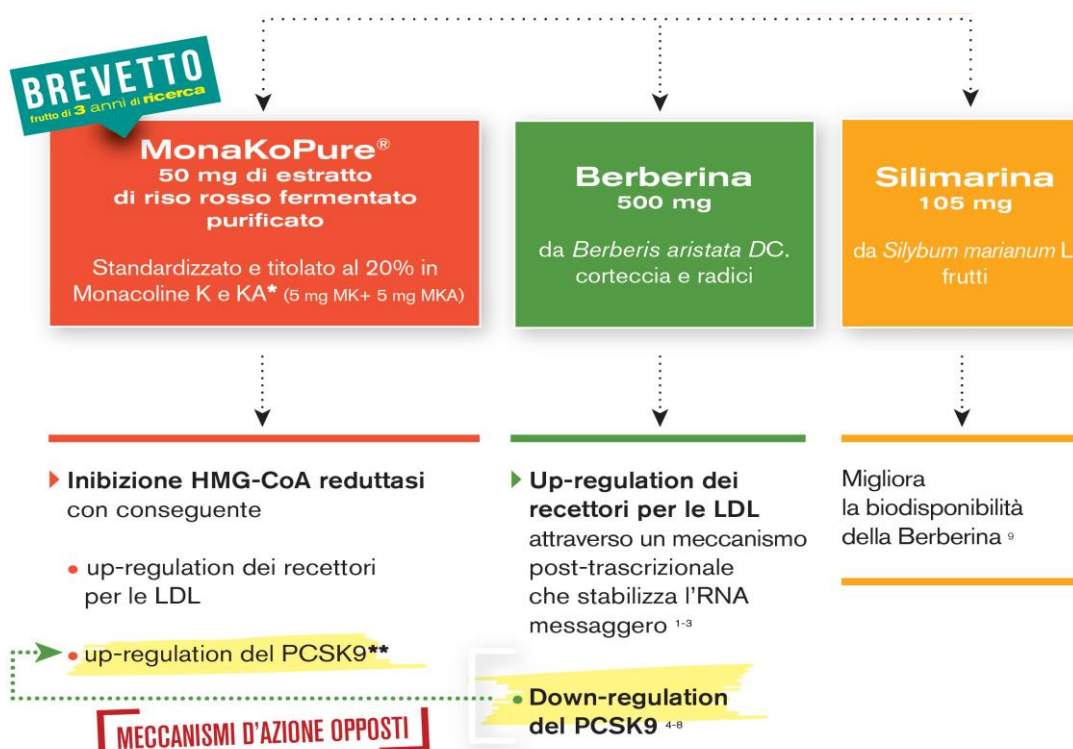 BREVETTO
frutto di 3 anni di ricerca
MonaKoPure®
50 mg di estratto
di riso rosso fermentato
purificato
Standardizzato e titolato al 20% in
Monacoline K e KA* (5 mg MK+ 5 mg MKA)
Berberina
500 mg
da Berberis aristata DC.
corteccia e radici
Silimarina
105 mg
da Silybum marianum L
frutti
Inibizione HMG-CoA reduttasi
con conseguente
• up-regulation dei recettori
per le LDL
• up-regulation del PCSK9**
Up-regulation dei
recettori per le LDL
attraverso un meccanismo
post-trascrizionale
che stabilizza l'RNA
messaggero 1-3
• Down-regulation
del PCSK9 4-8
Migliora
la biodisponibilità
della Berberina 9
MECCANISMI D'AZIONE OPPOSTI